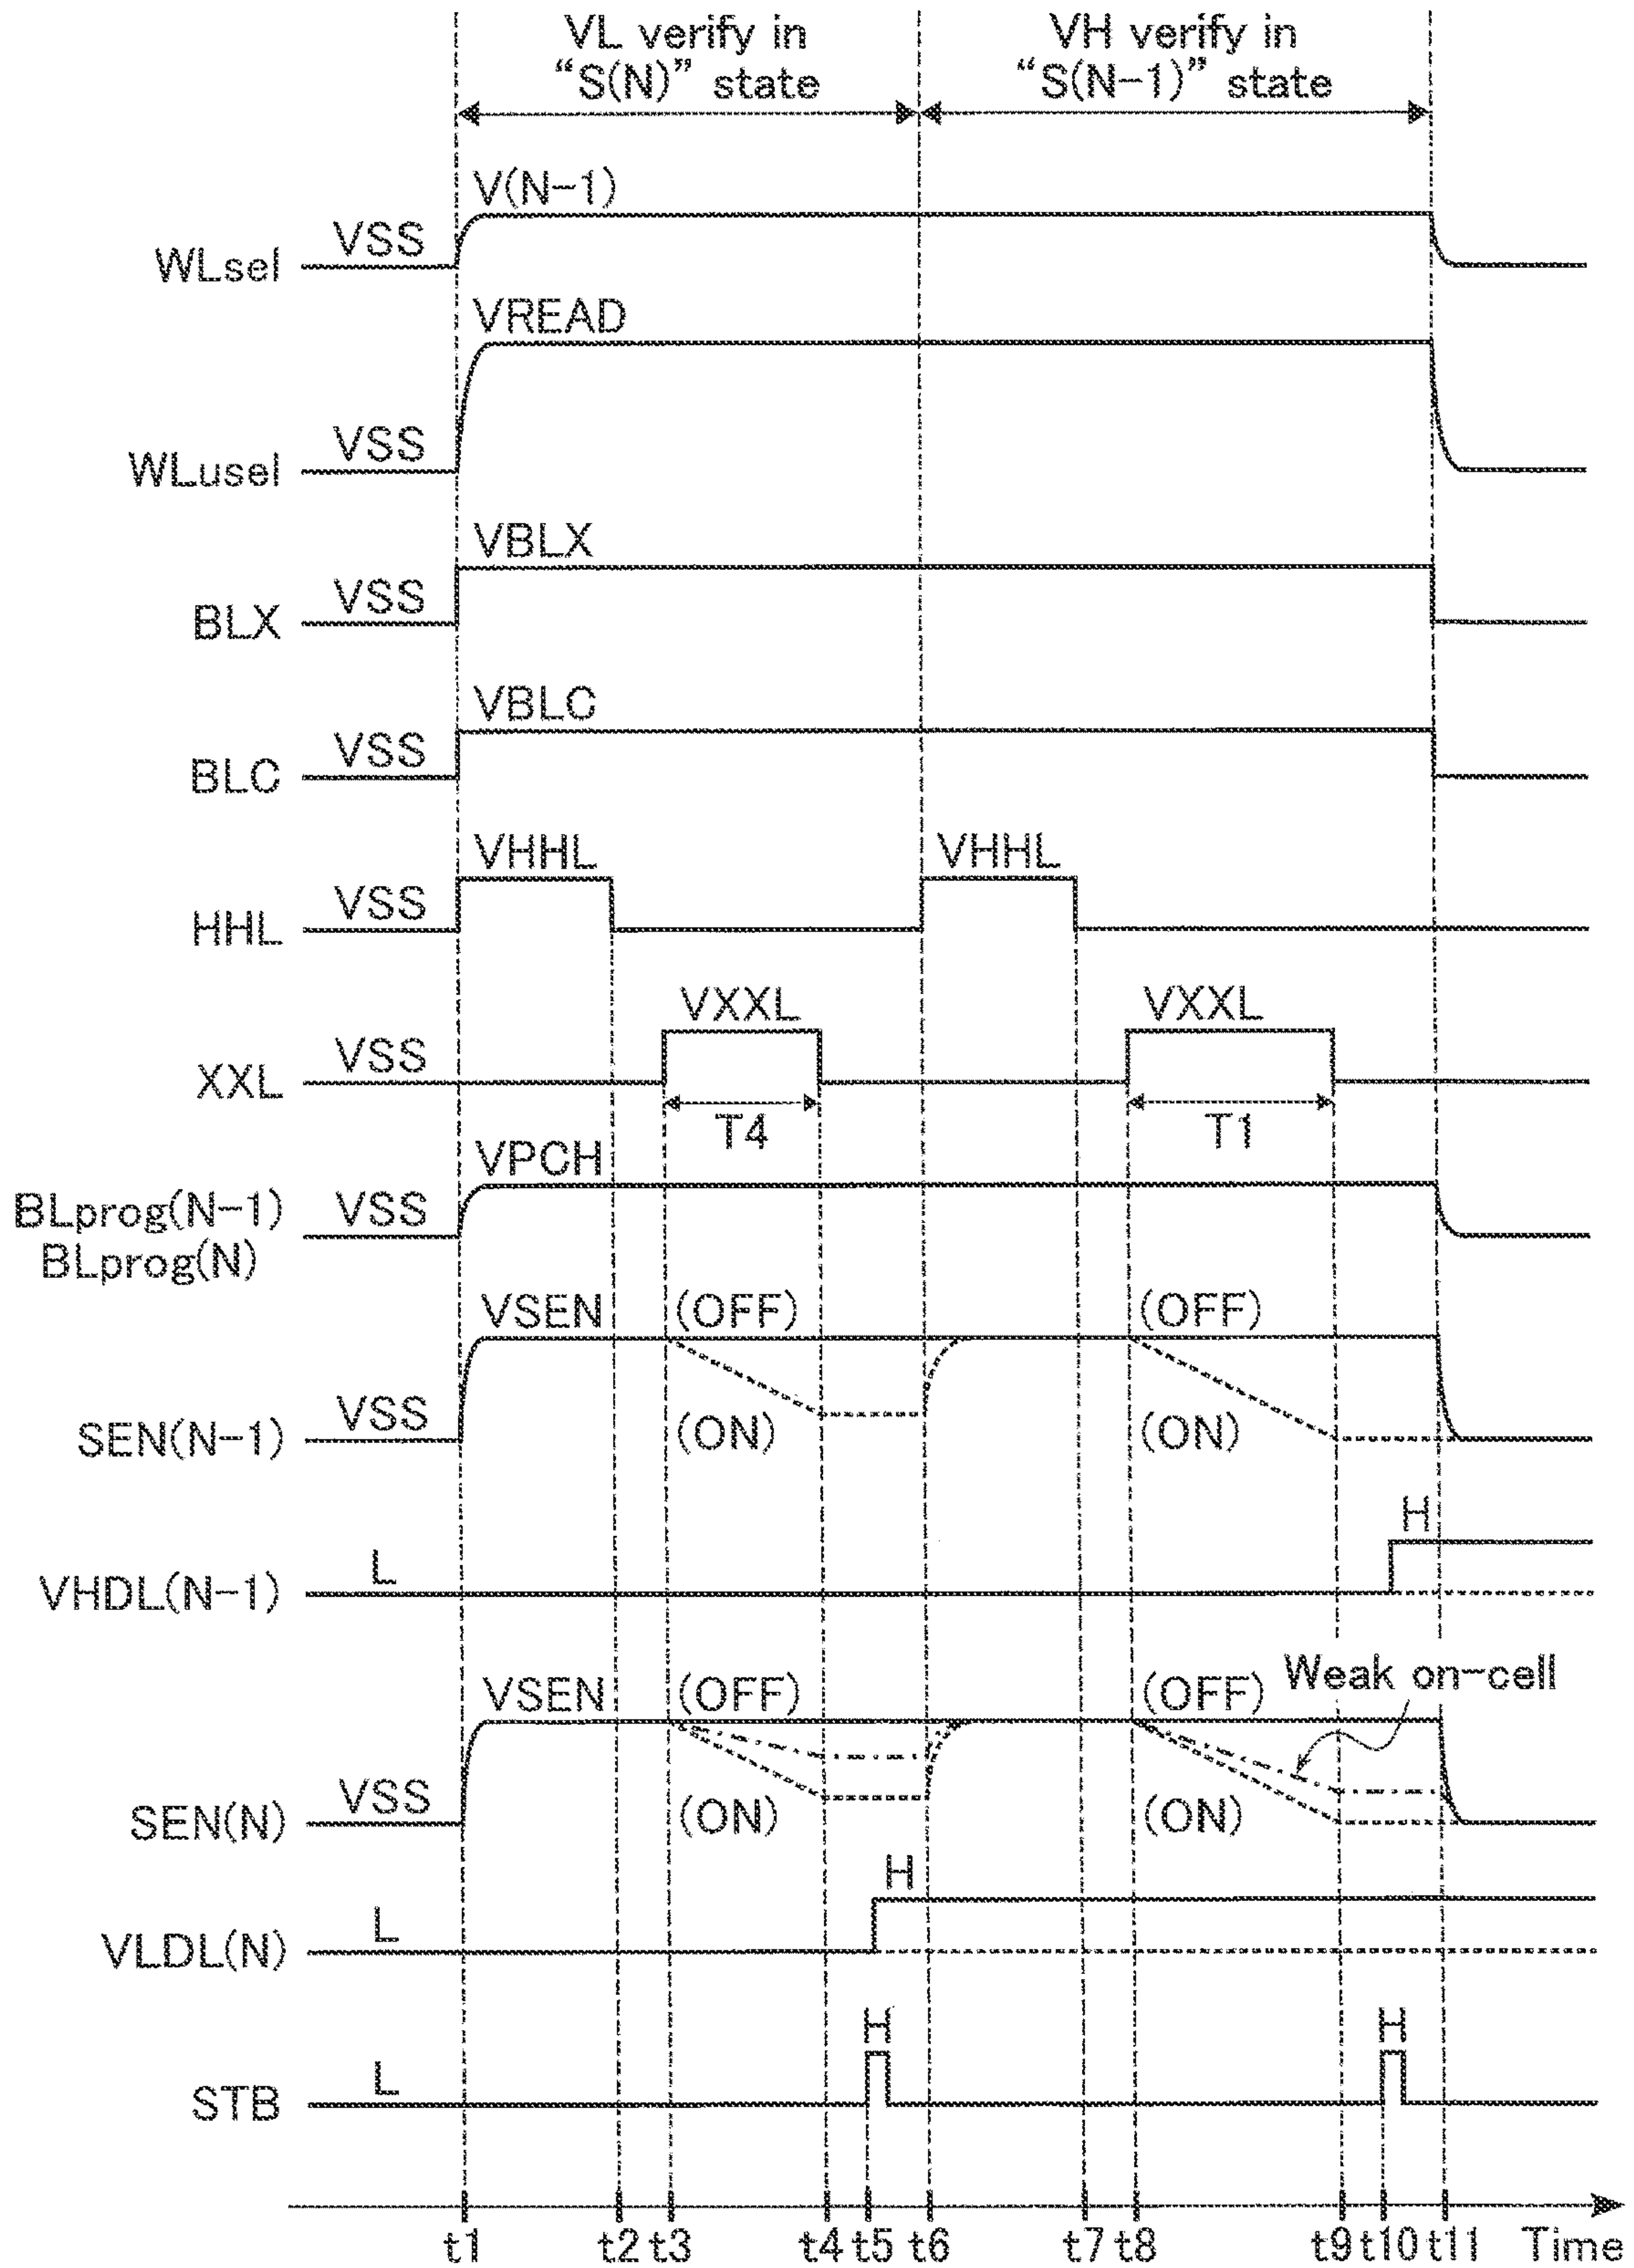 VL verify in
“S(N)” state
VH verify in
“S(N-1)” state
V(N-1)
VSS
WLsel
VREAD
VSS
WLusel
VBLX
VSS
BLX
VBLC
VSS
BLC
VHHL
VHHL
VSS
HHL
VXXL
VXXL
VSS
XXL
T4
T1
VPCH
BLprog(N-1)
VSS
BLprog(N)
VSEN
(OFF)
(OFF)
VSS
SEN(N-1)
(ON)
(ON)
H
L
VHDL(N-1)
Weak on-cell
VSEN
(OFF)
(OFF)
VSS
SEN(N)
(ON)
(ON)
H
L
VLDL(N)
H
H
L
STB
t1
t2
t3
t4
t5
t6
t7
t8
t9
t10
t11
Time